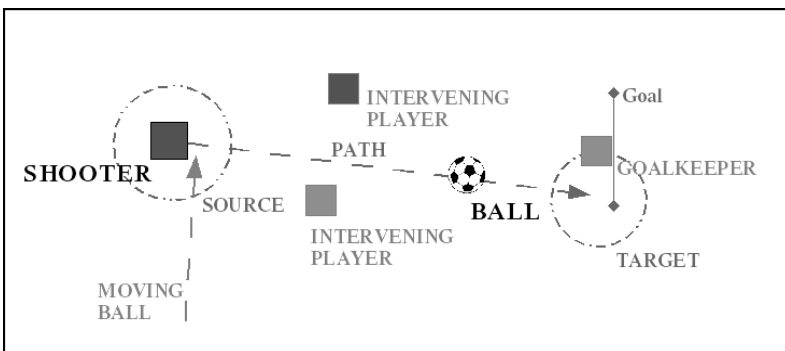 INTERVENING
PLAYER
Goal
PATH
GOALKEEPER
SHOOTER
SOURCE
BALL
INTERVENING
PLAYER
TARGET
MOVING
BALL